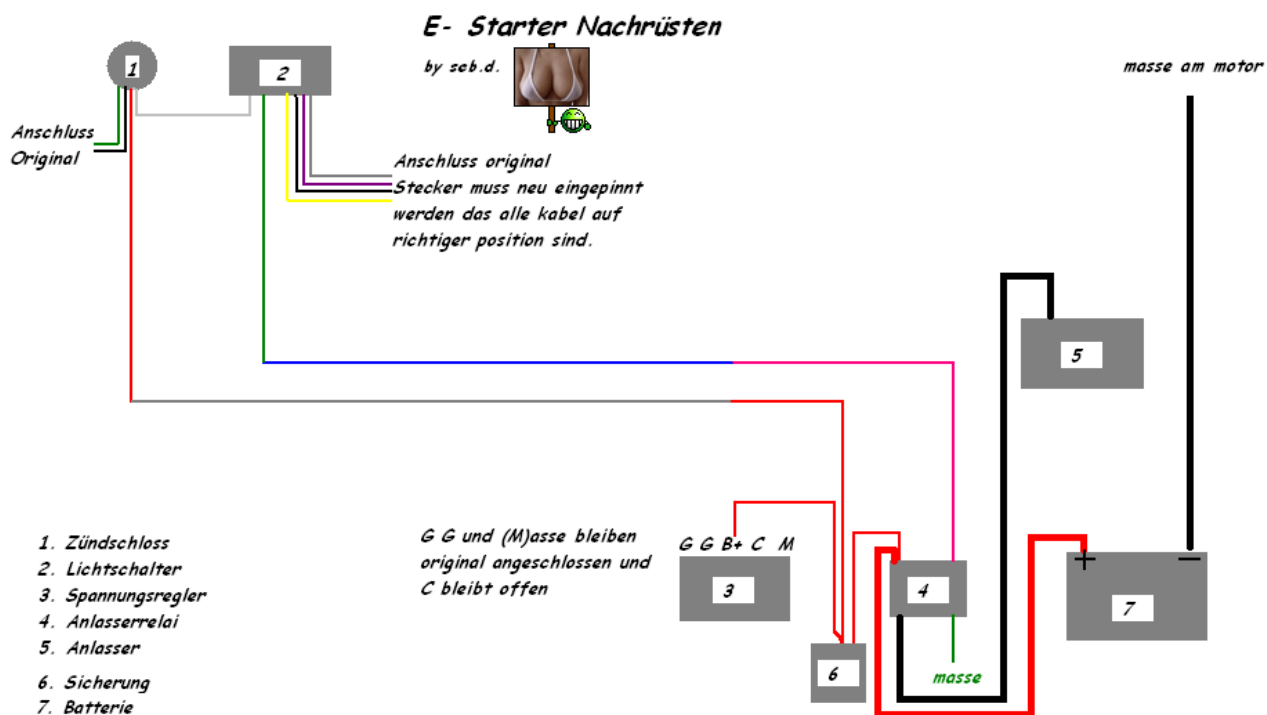 E- Starter Nachrüsten
by seb.d.
masse am motor
1
2
Anschluss
Original
Anschluss original
Stecker muss neu eingepinnt
werden das alle kabel auf
richtiger position sind.
5
G G und (M)asse bleiben
original angeschlossen und
C bleibt offen
G G B+ C M
3
4
+
−
7
6
masse
1. Zündschloss
2. Lichtschalter
3. Spannungsregler
4. Anlasserrelai
5. Anlasser
6. Sicherung
7. Batterie